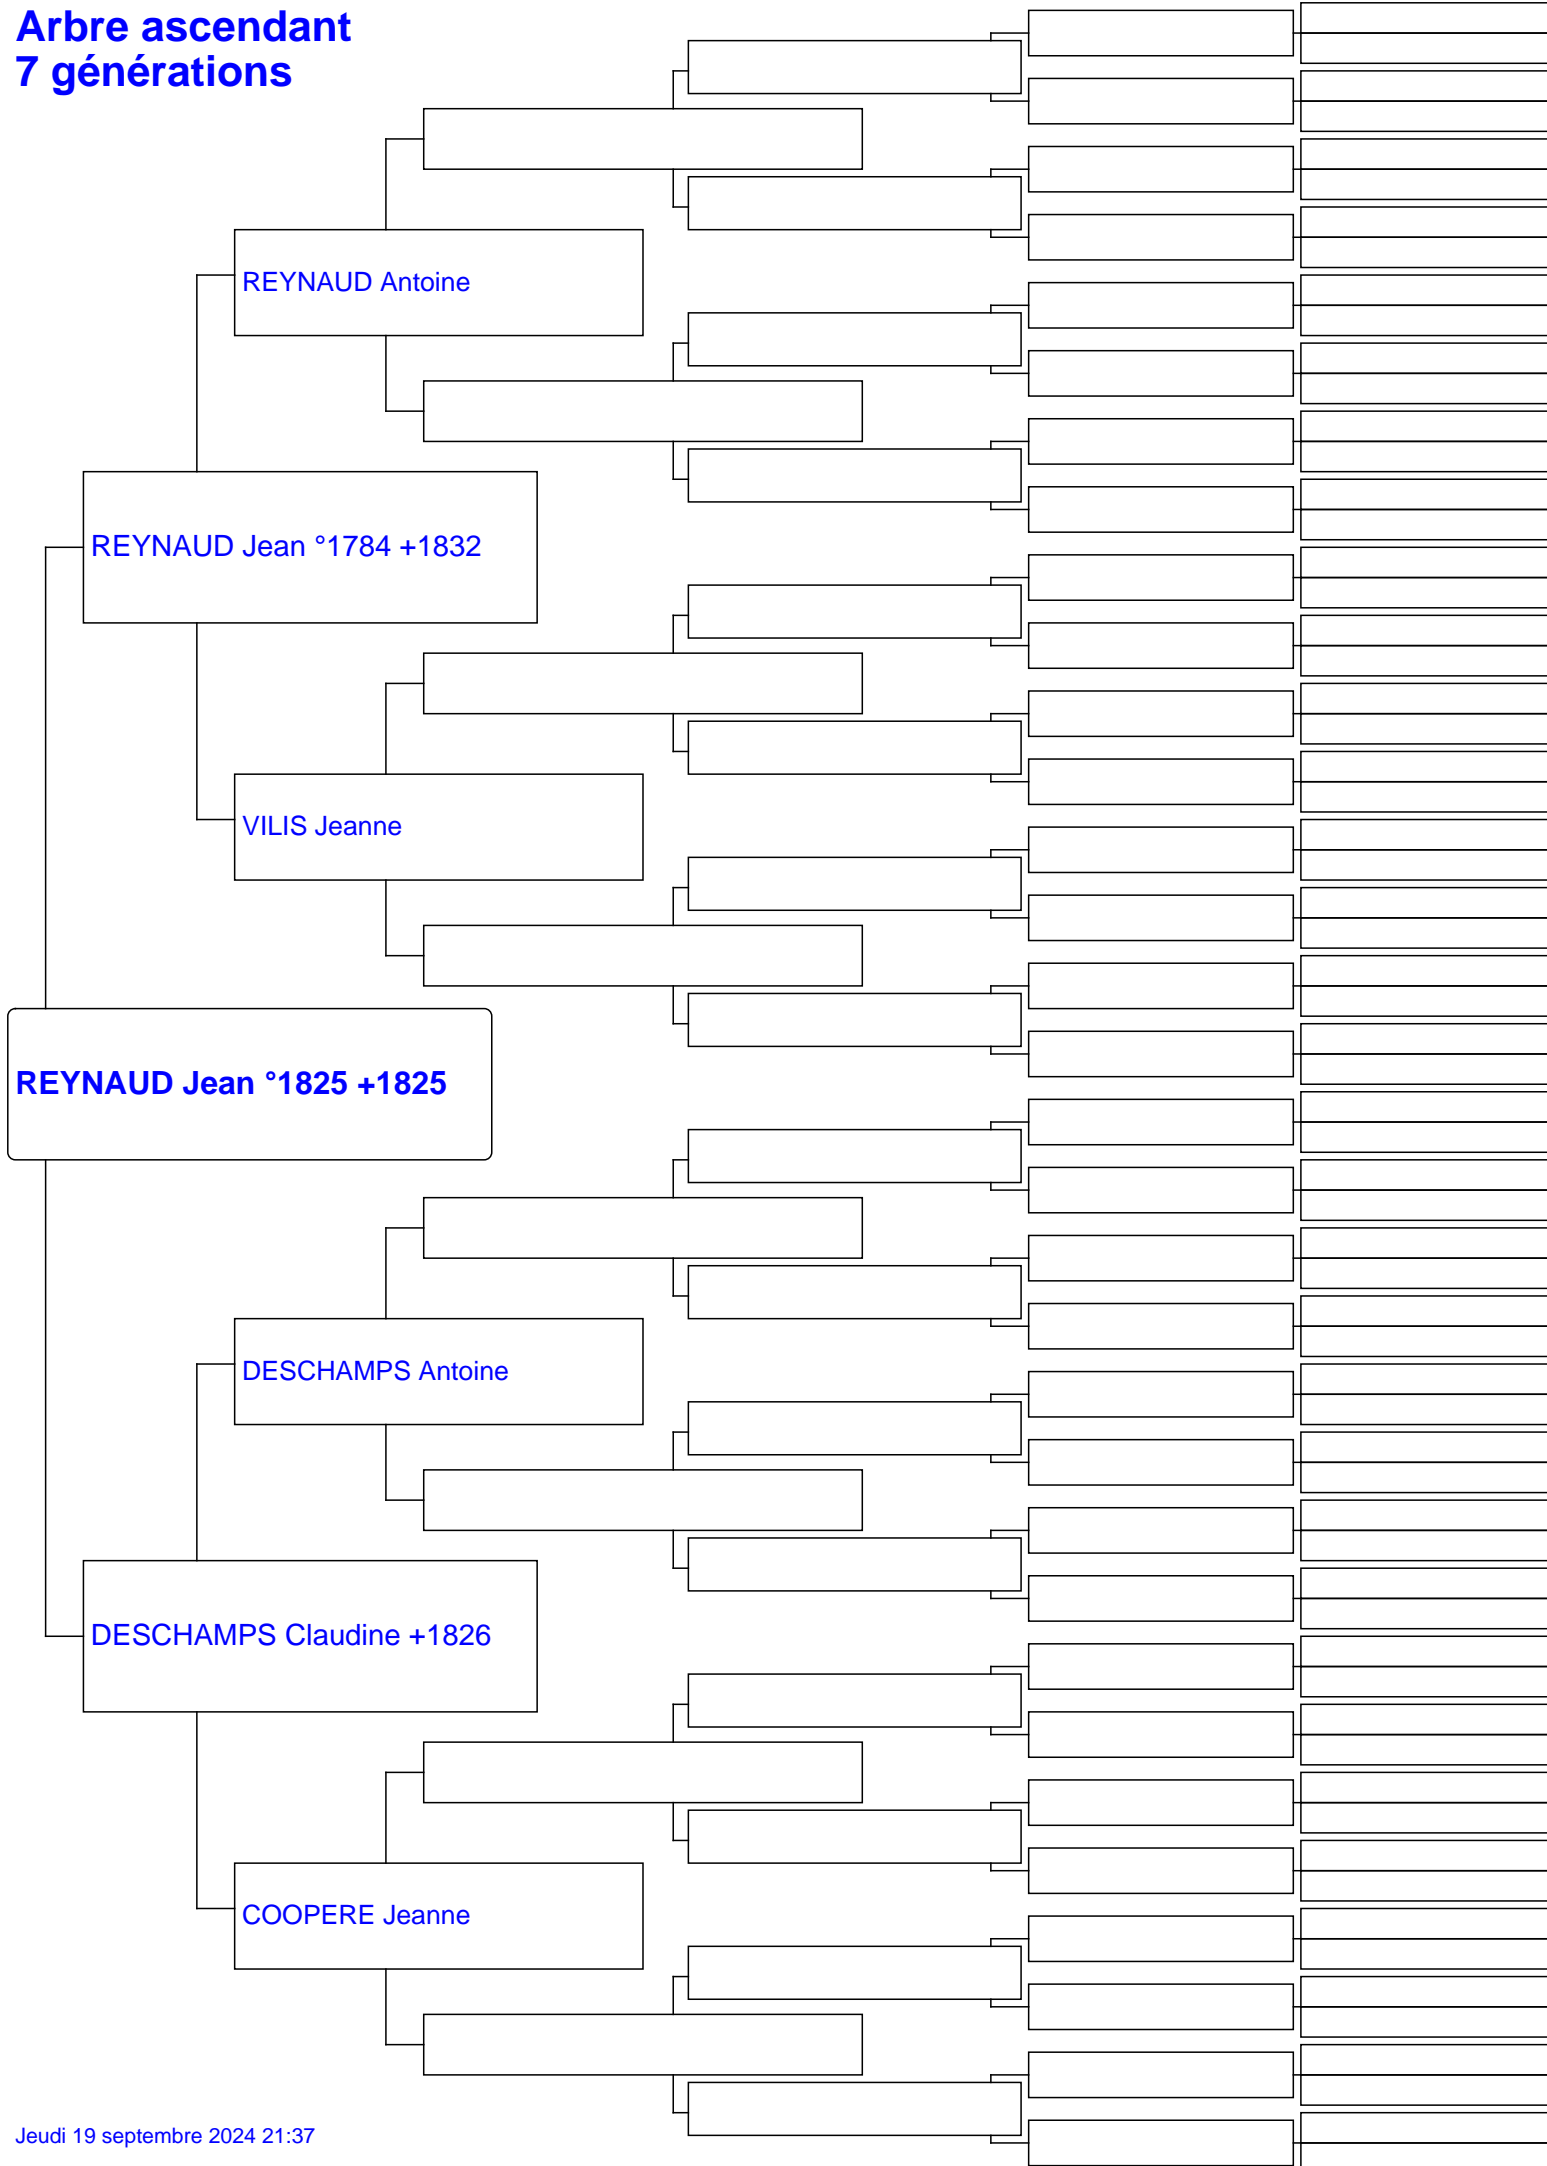 Arbre ascendant
7 générations
REYNAUD Antoine
REYNAUD Jean °1784 +1832
VILIS Jeanne
REYNAUD Jean °1825 +1825
DESCHAMPS Antoine
DESCHAMPS Claudine +1826
COOPERE Jeanne
Jeudi 19 septembre 2024 21:37